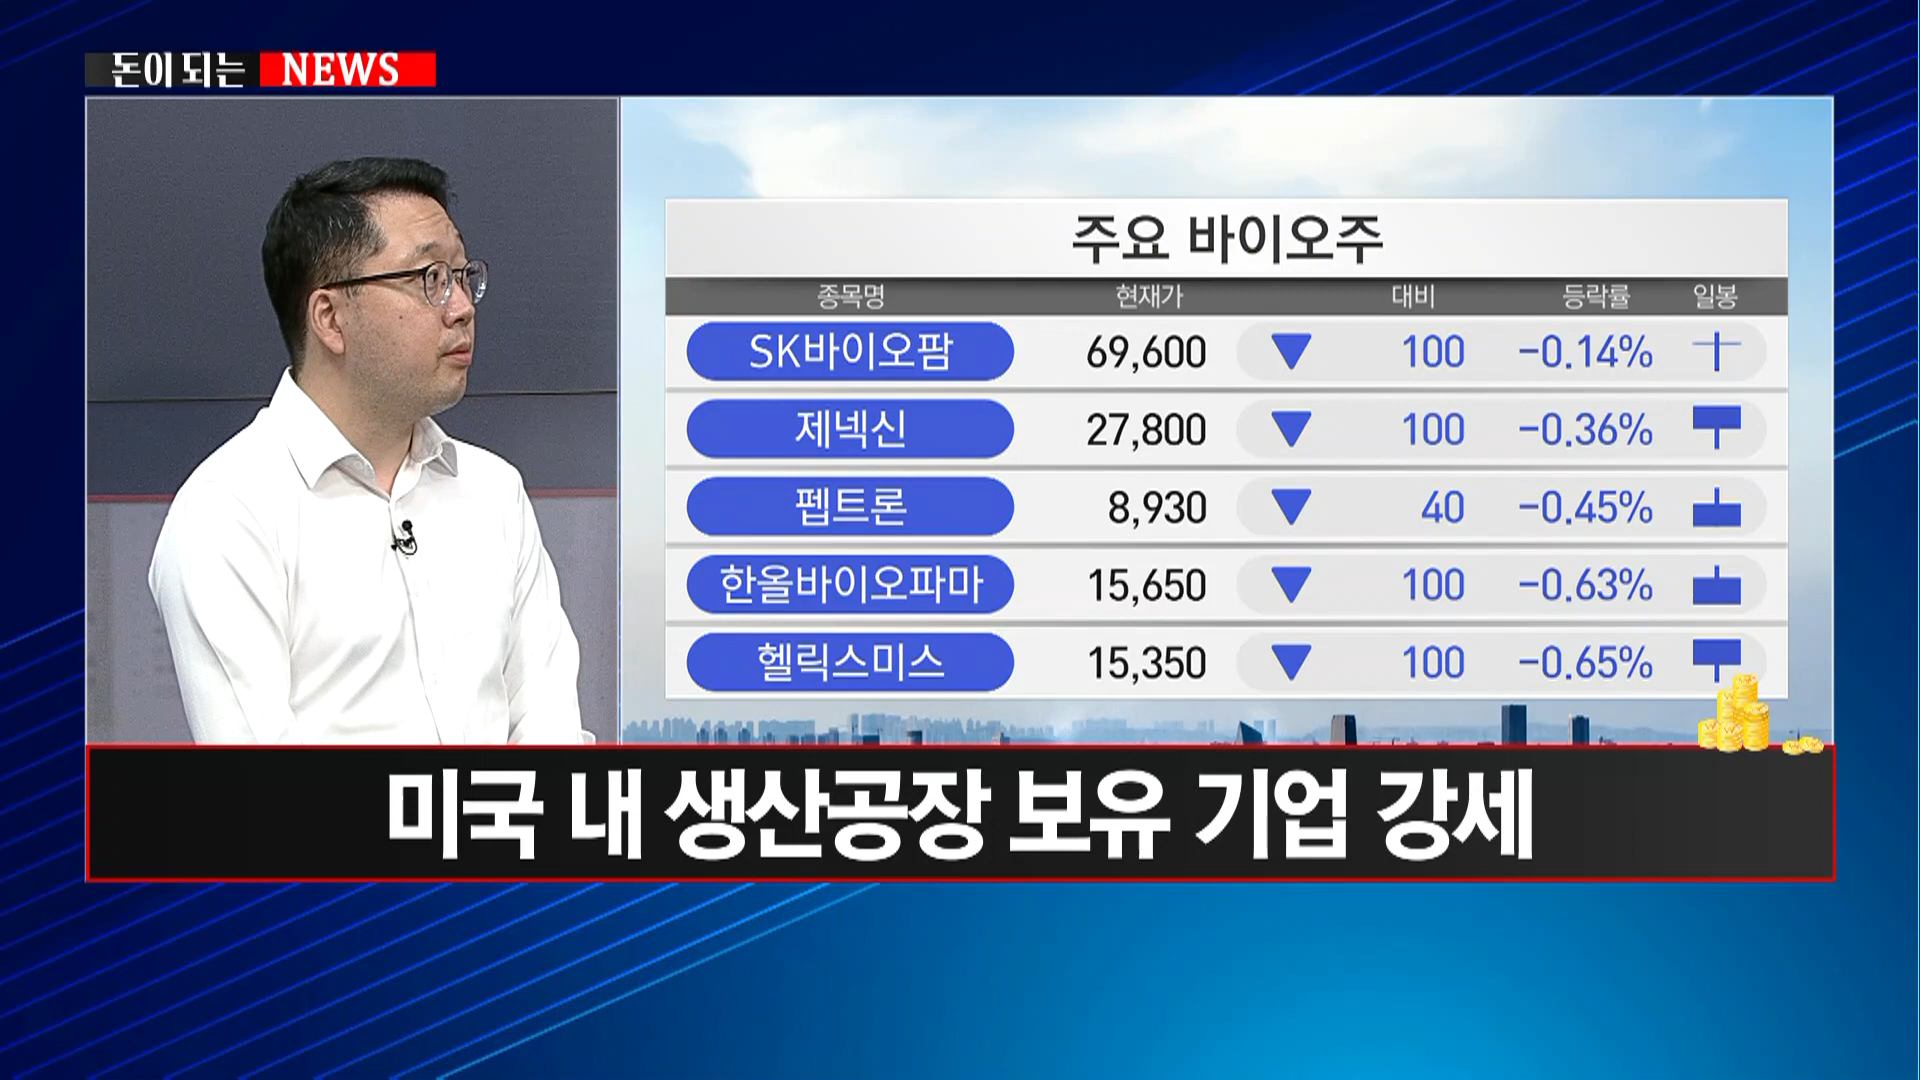 돈이 되는 NEWS
주요 바이오주
종목명 현재가 대비 등락률 일봉
SK바이오팜 69,600 ▼ 100 -0.14%
제넥신 27,800 ▼ 100 -0.36%
펩트론 8,930 ▼ 40 -0.45%
한올바이오파마 15,650 ▼ 100 -0.63%
헬릭스미스 15,350 ▼ 100 -0.65%
미국 내 생산공장 보유 기업 강세